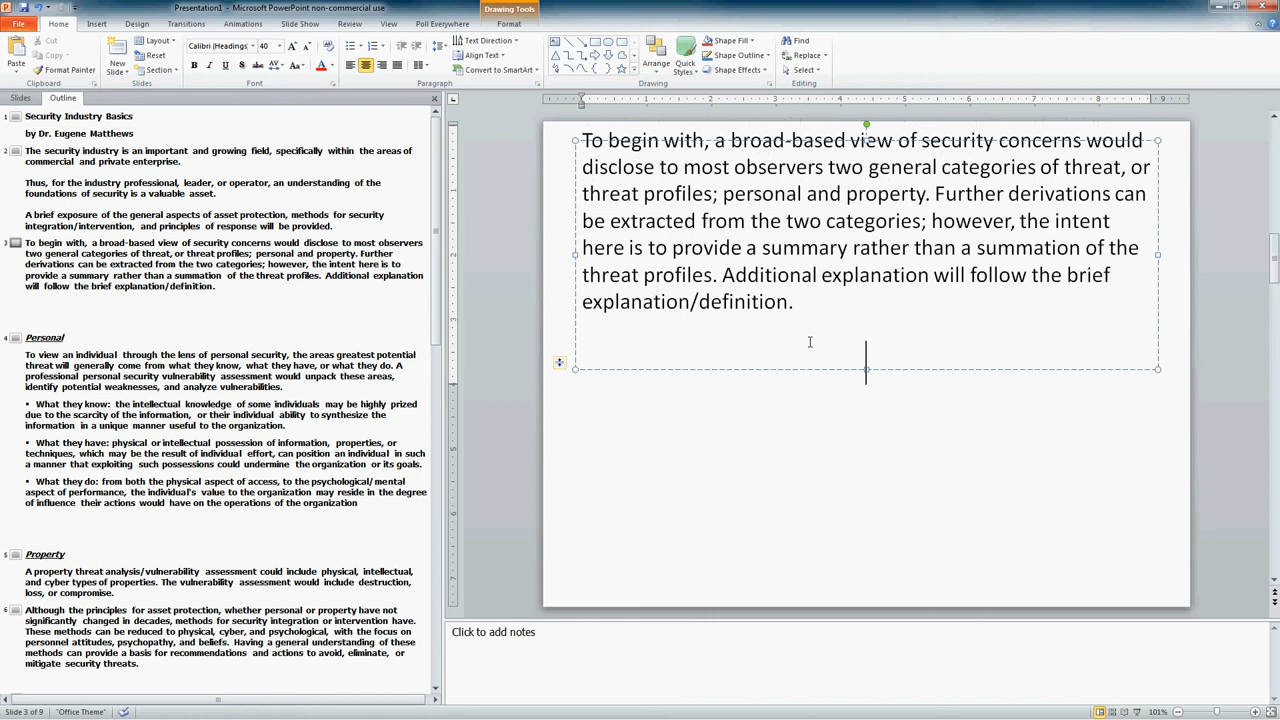 Presentation1 - PowerPoint non-commercial use
Drawing Tools
File Home Insert Design Transitions Animations Slide Show Review View Poll Everywhere Format
Paste
Cut
Copy
Format Painter
Clipboard
New
Slide
Layout
Reset
Section
Slides
Calibri (Headings) 40
Font
Paragraph
Text Direction
Align Text
Convert to SmartArt
Arrange
Quick
Styles
Shape Fill
Shape Outline
Shape Effects
Drawing
Find
Replace
Select
Editing
Slides Outline
1 Security Industry Basics
by Dr. Eugene Matthews
2 The security industry is an important and growing field, specifically within the areas of
commercial and private enterprise.
Thus, for the industry professional, leader, or operator, an understanding of the
foundations of security is a valuable asset.
A brief exposure of the general aspects of asset protection, methods for security
integration/intervention, and principles of response will be provided.
3 To begin with, a broad-based view of security concerns would disclose to most observers
two general categories of threat, or threat profiles; personal and property. Further
derivations can be extracted from the two categories; however, the intent here is to
provide a summary rather than a summation of the threat profiles. Additional explanation
will follow the brief explanation/definition.
4 Personal
To view an individual through the lens of personal security, the areas greatest potential
threat will generally come from what they know, what they have, or what they do. A
professional personal security vulnerability assessment would unpack these areas,
identify potential weaknesses, and analyze vulnerabilities.
• What they know: the intellectual knowledge of some individuals may be highly prized
due to the scarcity of the information, or their individual ability to synthesize the
information in a unique manner useful to the organization.
• What they have: physical or intellectual possession of information, properties, or
techniques, which may be the result of individual effort, can position an individual in such
a manner that exploiting such possessions could undermine the organization or its goals.
• What they do: from both the physical aspect of access, to the psychological/mental
aspect of performance, the individual's value to the organization may reside in the degree
of influence their actions would have on the operations of the organization
5 Property
A property threat analysis/vulnerability assessment could include physical, intellectual,
and cyber types of properties. The vulnerability assessment would include destruction,
loss, or compromise.
6 Although the principles for asset protection, whether personal or property have not
significantly changed in decades, methods for security integration or intervention have.
These methods can be reduced to physical, cyber, and psychological, with the focus on
personnel attitudes, psychopathy, and beliefs. Having a general understanding of these
methods can provide a basis for recommendations and actions to avoid, eliminate, or
mitigate security threats.
To begin with, a broad-based view of security concerns would
disclose to most observers two general categories of threat, or
threat profiles; personal and property. Further derivations can
be extracted from the two categories; however, the intent
here is to provide a summary rather than a summation of the
threat profiles. Additional explanation will follow the brief
explanation/definition.
Click to add notes
Slide 3 of 9 "Office Theme" 101%